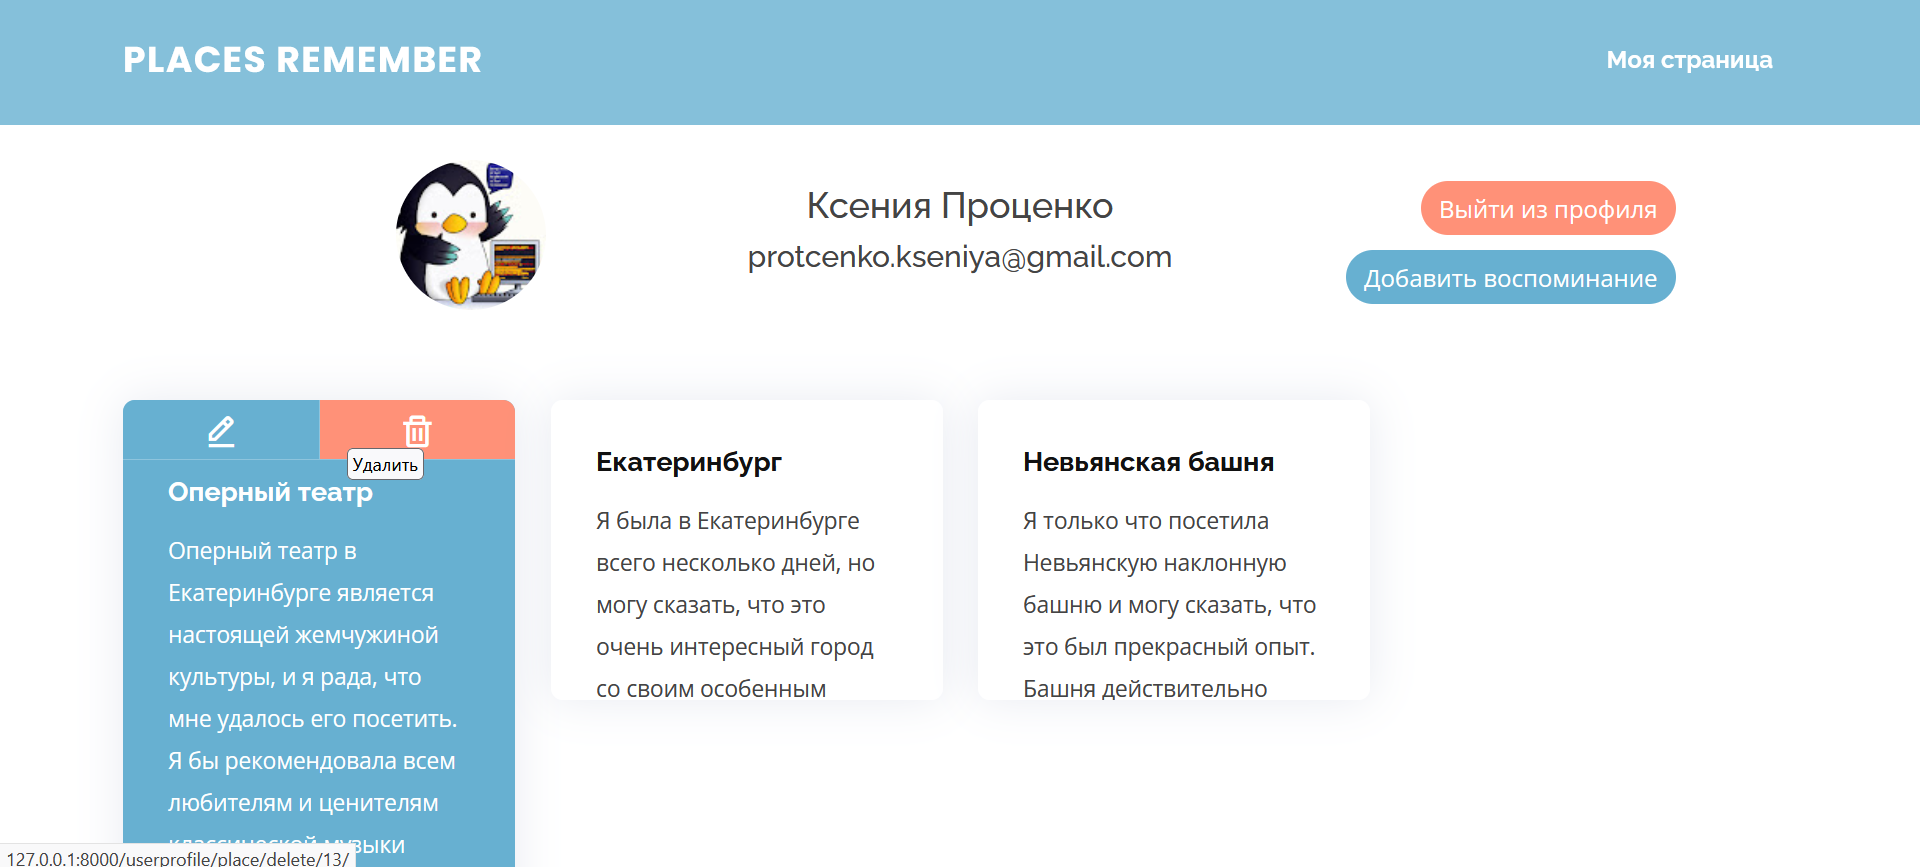 PLACES REMEMBER
Моя страница
Ксения Проценко
protcenko.kseniya@gmail.com
Выйти из профиля
Добавить воспоминание
Удалить
Оперный театр
Оперный театр в
Екатеринбурге является
настоящей жемчужиной
культуры, и я рада, что
мне удалось его посетить.
Я бы рекомендовала всем
любителям и ценителям
классической музыки
Екатеринбург
Я была в Екатеринбурге
всего несколько дней, но
могу сказать, что это
очень интересный город
со своим особенным
Невьянская башня
Я только что посетила
Невьянскую наклонную
башню и могу сказать, что
это был прекрасный опыт.
Башня действительно
127.0.0.1:8000/userprofile/place/delete/13/